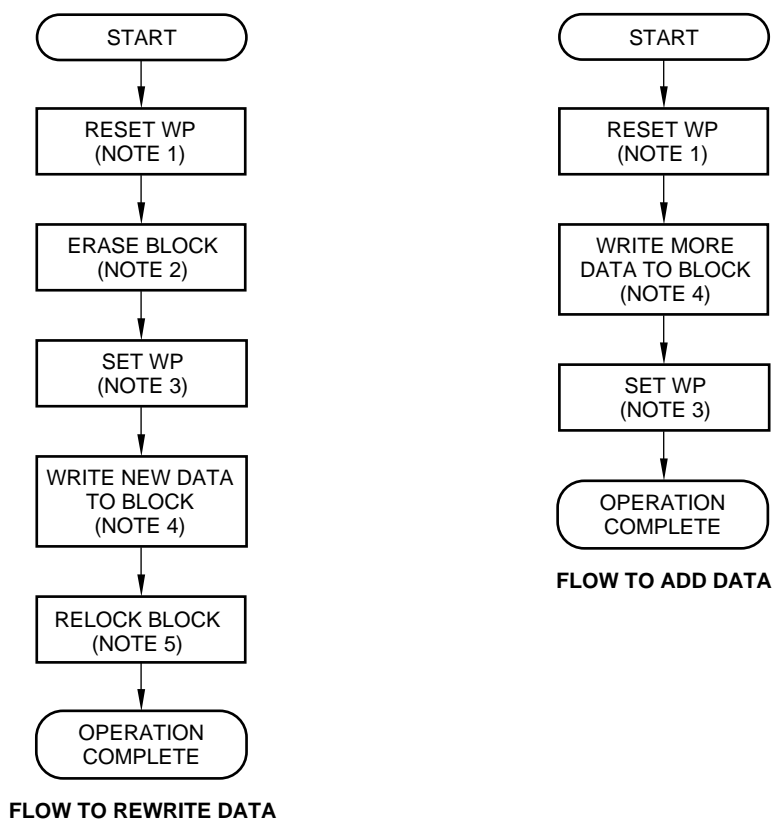 START
RESET WP
(NOTE 1)
ERASE BLOCK
(NOTE 2)
SET WP
(NOTE 3)
WRITE NEW DATA
TO BLOCK
(NOTE 4)
RELOCK BLOCK
(NOTE 5)
OPERATION
COMPLETE
FLOW TO REWRITE DATA
START
RESET WP
(NOTE 1)
WRITE MORE
DATA TO BLOCK
(NOTE 4)
SET WP
(NOTE 3)
OPERATION
COMPLETE
FLOW TO ADD DATA